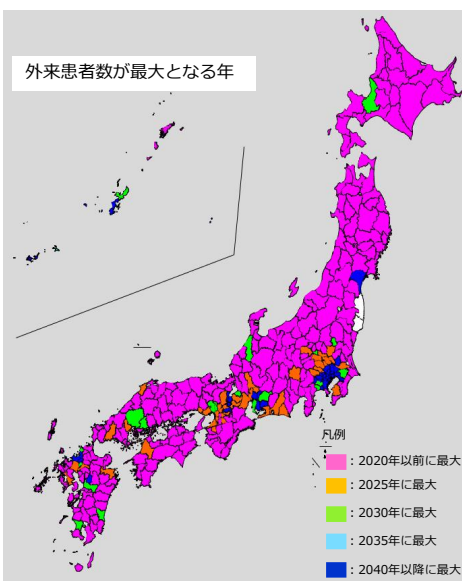 外来患者数が最大となる年
凡例
：2020年以前に最大
：2025年に最大
：2030年に最大
：2035年に最大
：2040年以降に最大